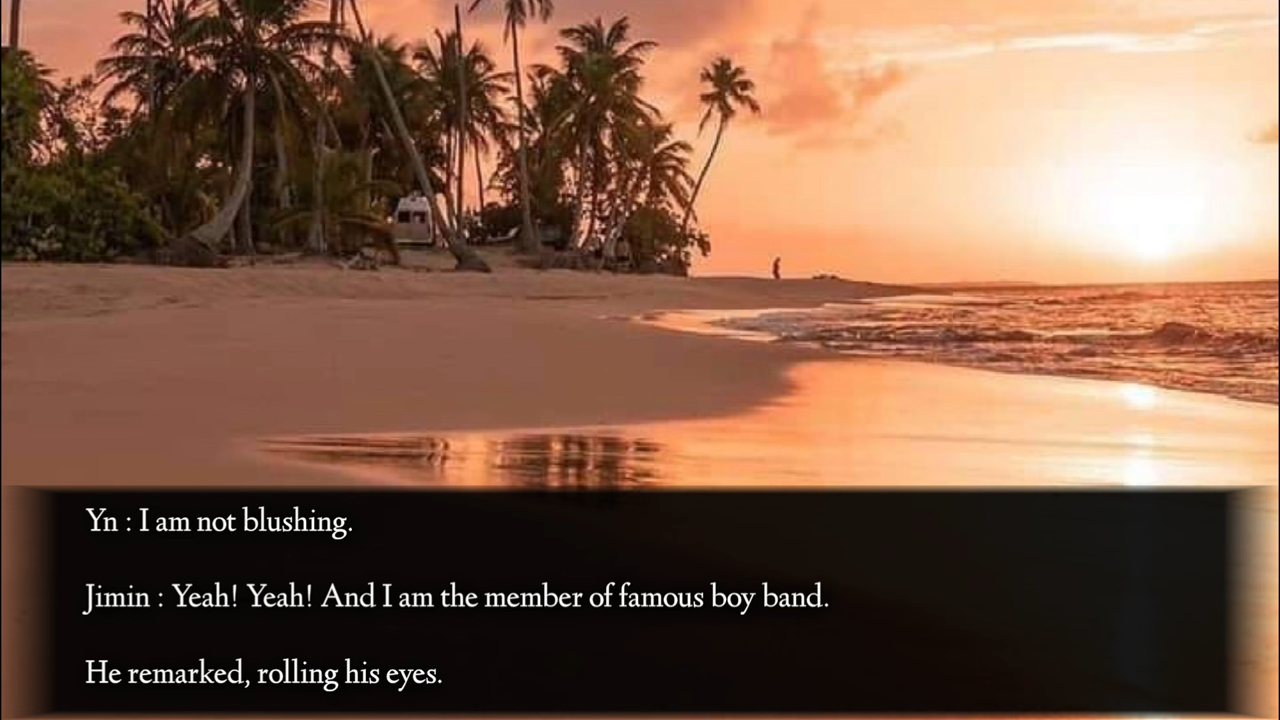 Yn : I am not blushing.
Jimin : Yeah! Yeah! And I am the member of famous boy band.
He remarked, rolling his eyes.